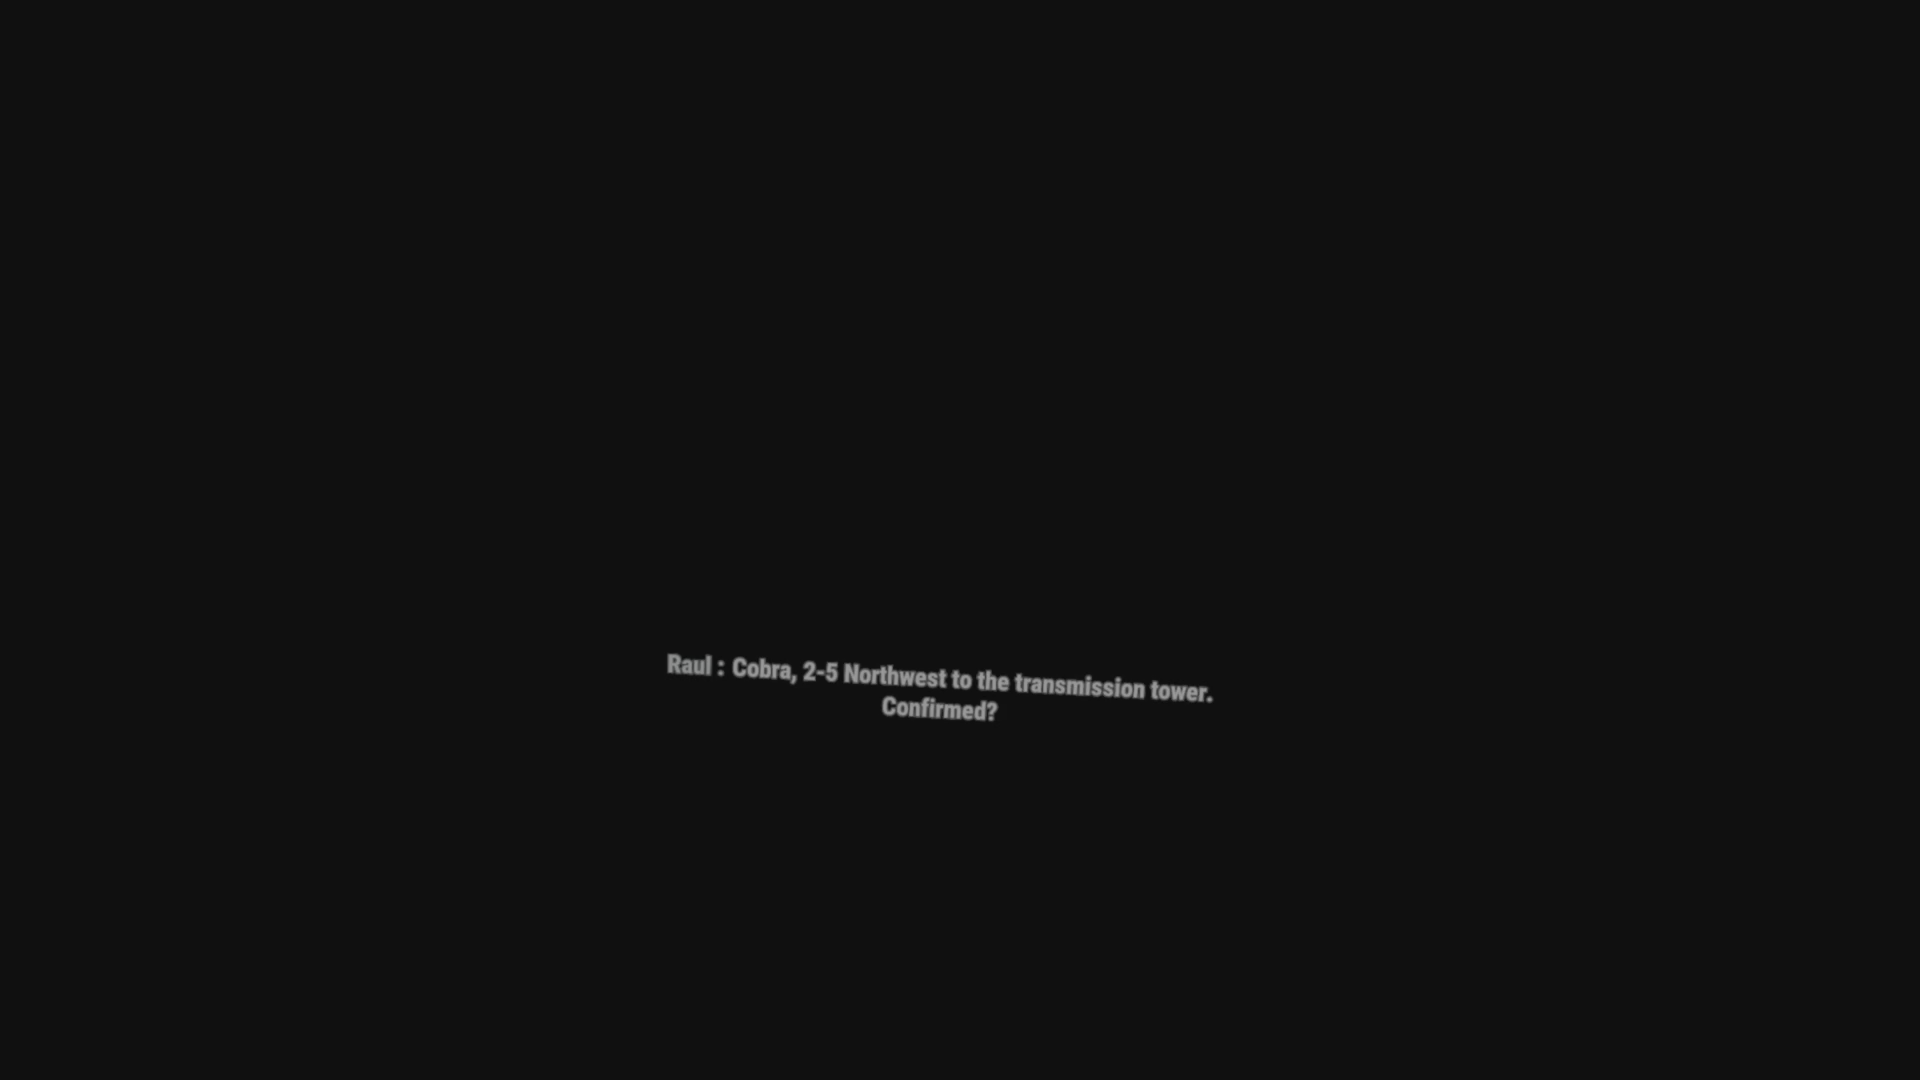 Raul : Cobra, 2-5 Northwest to the transmission tower.
Confirmed?